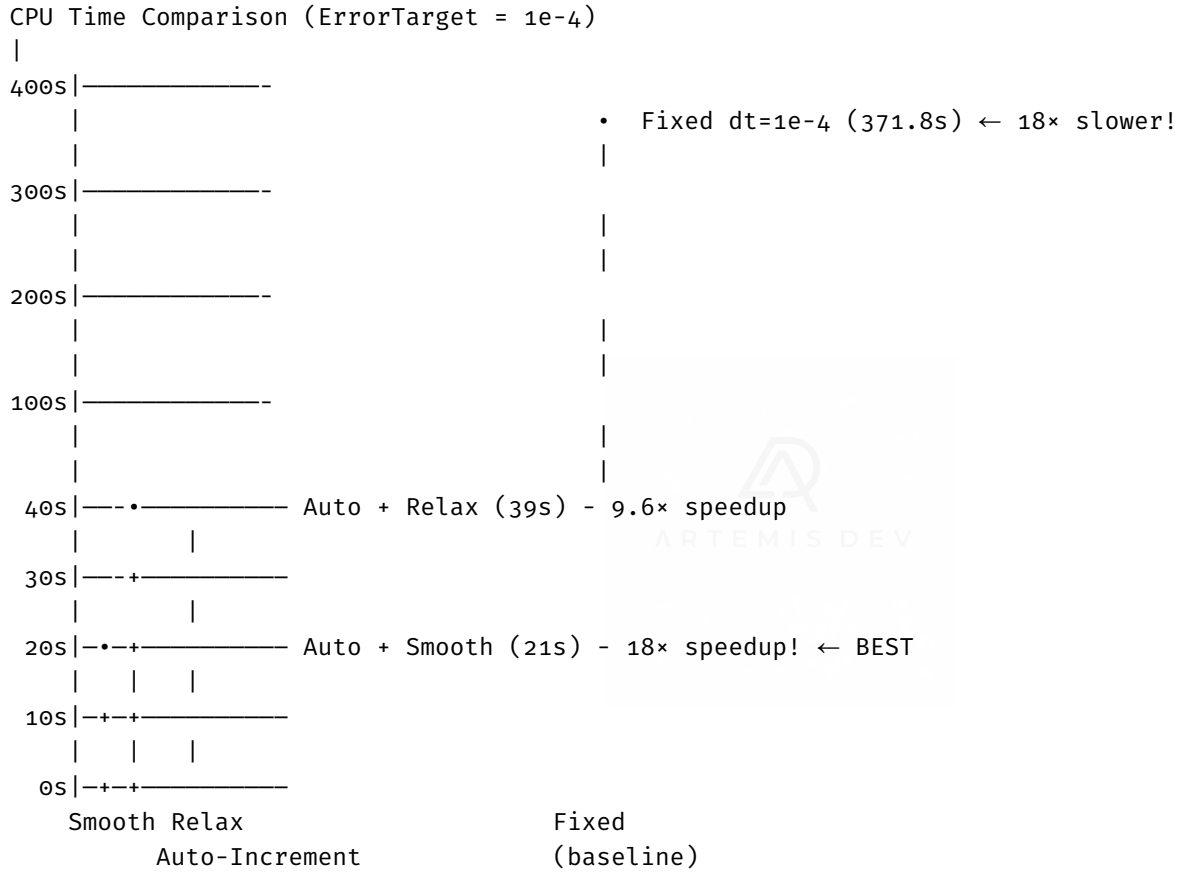 CPU Time Comparison (ErrorTarget = 1e-4)
|
400s|────────────-
|                                    •  Fixed dt=1e-4 (371.8s) ← 18× slower!
|                                    |
300s|────────────-
|                                    |
|                                    |
200s|────────────-
|                                    |
|                                    |
100s|────────────-
|                                    |
|                                    |
40s|──-•────────── Auto + Relax (39s) - 9.6× speedup
|       |
ARTEMIS DEV
30s|──-+──────────
|       |
20s|─•─+────────── Auto + Smooth (21s) - 18× speedup! ← BEST
|   |   |
10s|─+─+──────────
|   |   |
0s|─+─+──────────
Smooth Relax                     Fixed
Auto-Increment             (baseline)